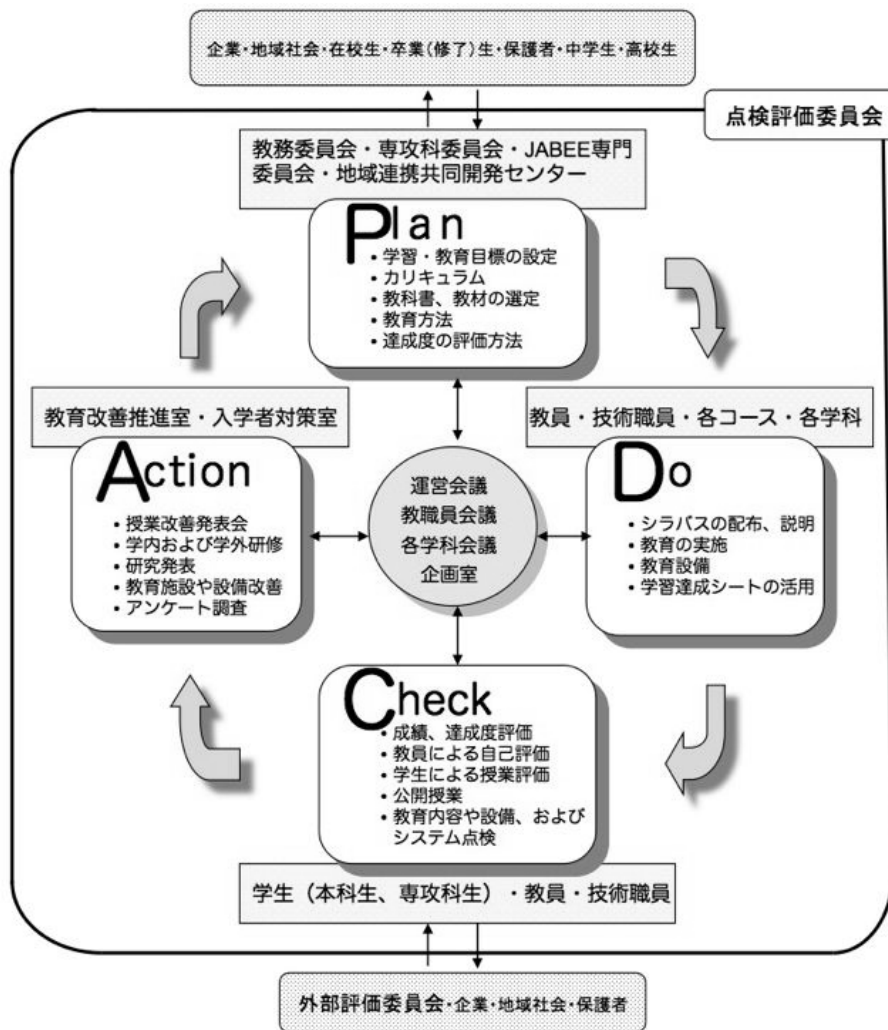 企業・地域社会・在校生・卒業(修了)生・保護者・中学生・高校生
点検評価委員会
教務委員会・専攻科委員会・JABEE専門
委員会・地域連携共同開発センター
Plan
・学習・教育目標の設定
・カリキュラム
・教科書、教材の選定
・教育方法
・達成度の評価方法
教育改善推進室・入学者対策室
Action
・授業改善発表会
・学内および学外研修
・研究発表
・教育施設や設備改善
・アンケート調査
運営会議
教職員会議
各学科会議
企画室
教員・技術職員・各コース・各学科
Do
・シラバスの配布、説明
・教育の実施
・教育設備
・学習達成シートの活用
Check
・成績、達成度評価
・教員による自己評価
・学生による授業評価
・公開授業
・教育内容や設備、および
システム点検
学生（本科生、専攻科生）・教員・技術職員
外部評価委員会・企業・地域社会・保護者